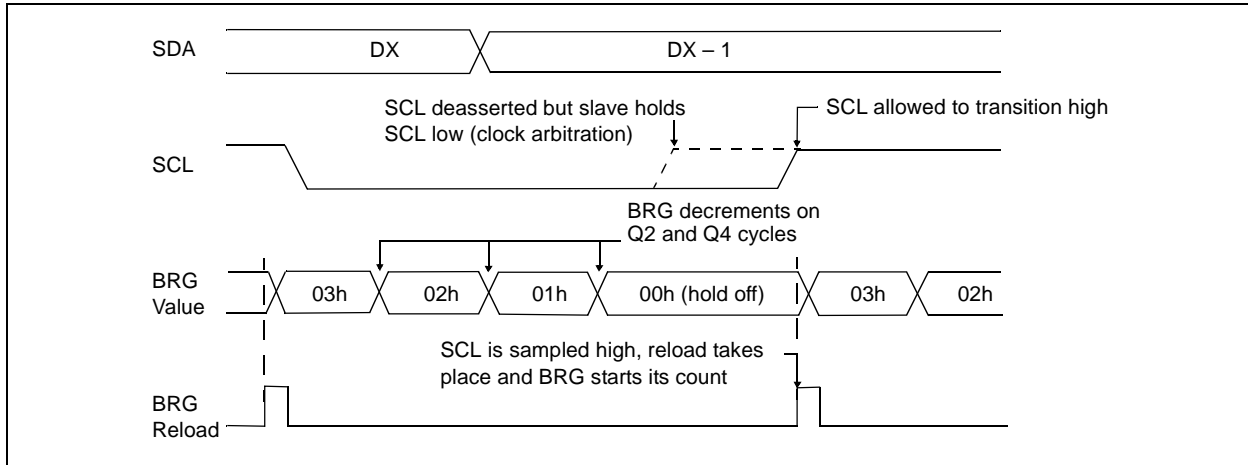 SDA
DX
DX – 1
SCL deasserted but slave holds
SCL low (clock arbitration)
SCL allowed to transition high
SCL
BRG decrements on
Q2 and Q4 cycles
BRG
Value
03h
02h
01h
00h (hold off)
03h
02h
SCL is sampled high, reload takes
place and BRG starts its count
BRG
Reload